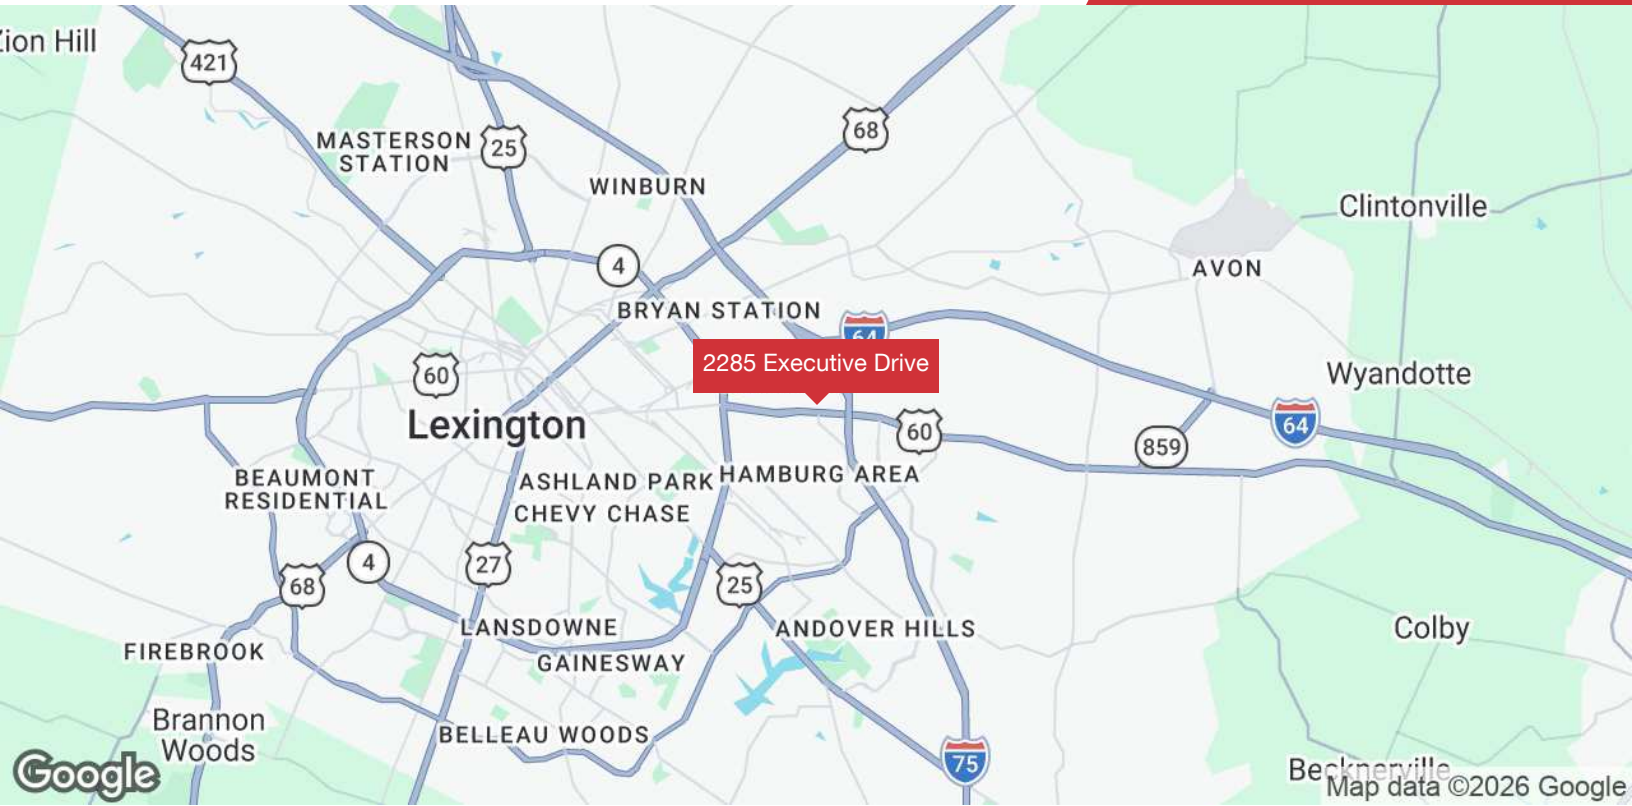 Zion Hill
421
MASTERSON
STATION
25
68
WINBURN
Clintonville
4
AVON
BRYAN STATION
64
2285 Executive Drive
60
Wyandotte
Lexington
60
64
859
BEAUMONT
RESIDENTIAL
ASHLAND PARK
HAMBURG AREA
CHEVY CHASE
4
27
68
25
LANSDOWNE
ANDOVER HILLS
Colby
FIREBROOK
GAINESWAY
Brannon
Woods
BELLEAU WOODS
75
Becknerville
Google
Map data ©2026 Google